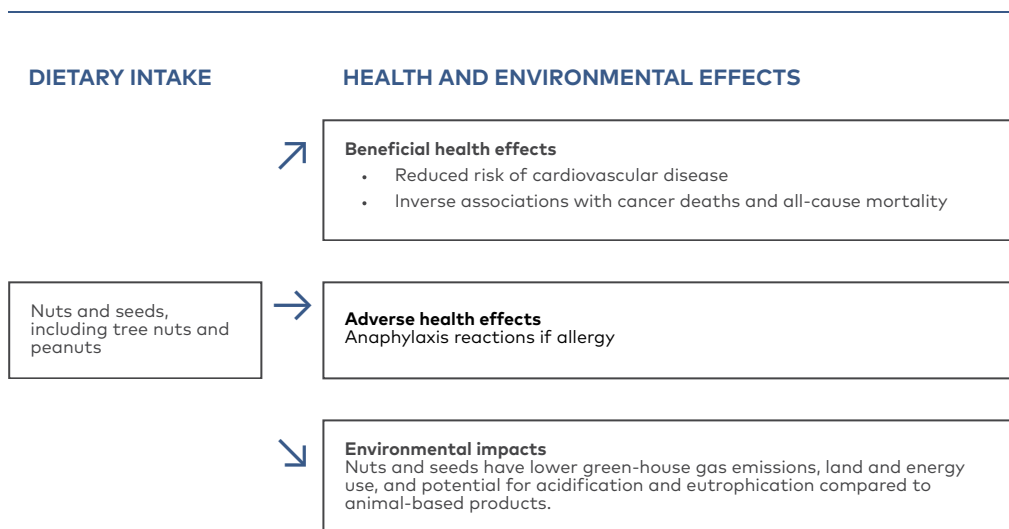 DIETARY INTAKE
HEALTH AND ENVIRONMENTAL EFFECTS
Beneficial health effects
• Reduced risk of cardiovascular disease
• Inverse associations with cancer deaths and all-cause mortality
Nuts and seeds,
including tree nuts and
peanuts
Adverse health effects
Anaphylaxis reactions if allergy
Environmental impacts
Nuts and seeds have lower green-house gas emissions, land and energy
use, and potential for acidification and eutrophication compared to
animal-based products.